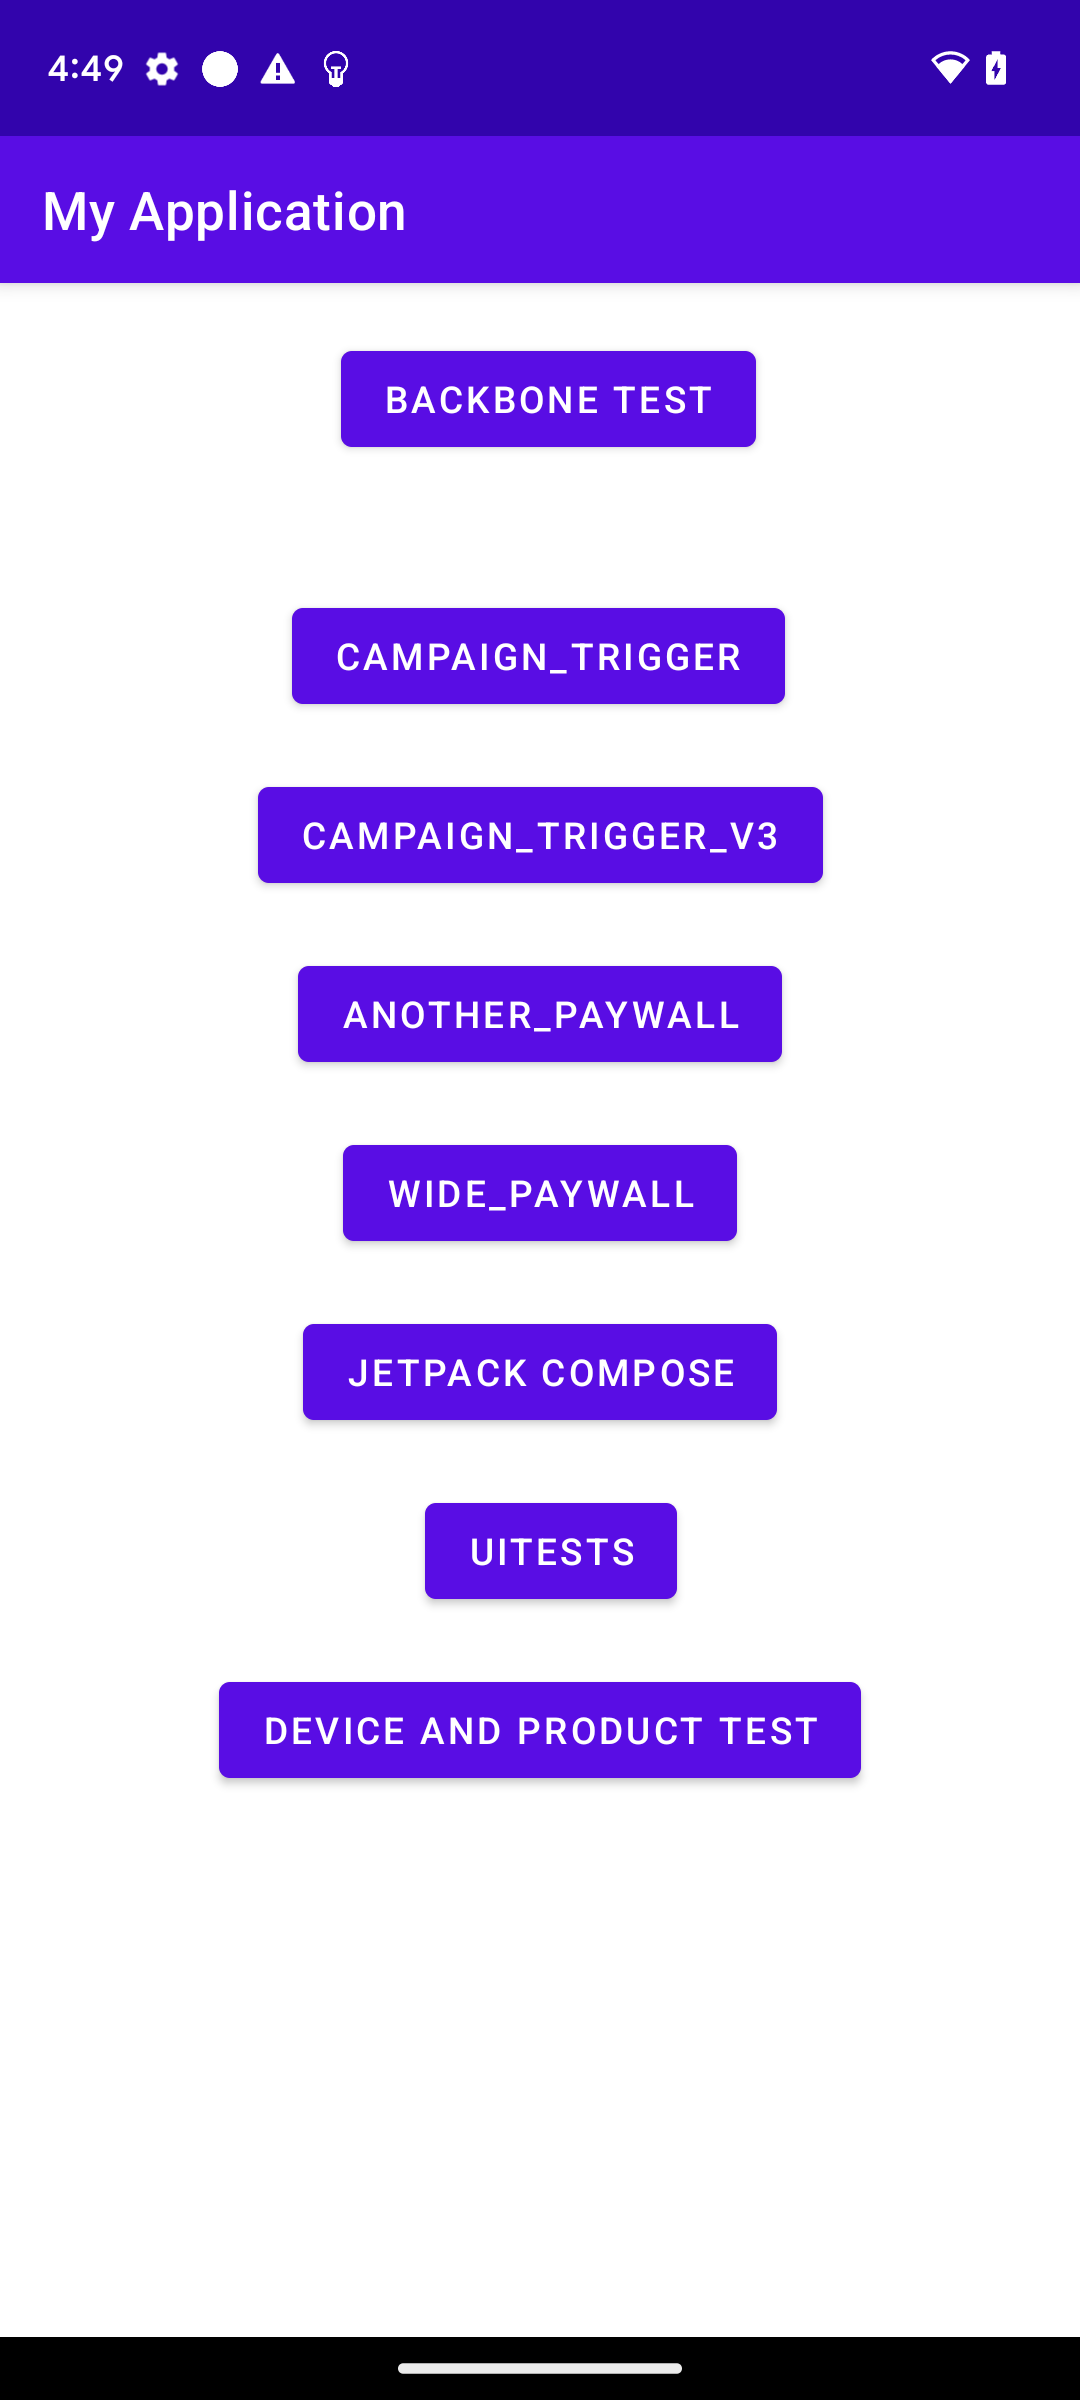 4:49
My Application
BACKBONE TEST
CAMPAIGN_TRIGGER
CAMPAIGN_TRIGGER_V3
ANOTHER_PAYWALL
WIDE_PAYWALL
JETPACK COMPOSE
UITESTS
DEVICE AND PRODUCT TEST